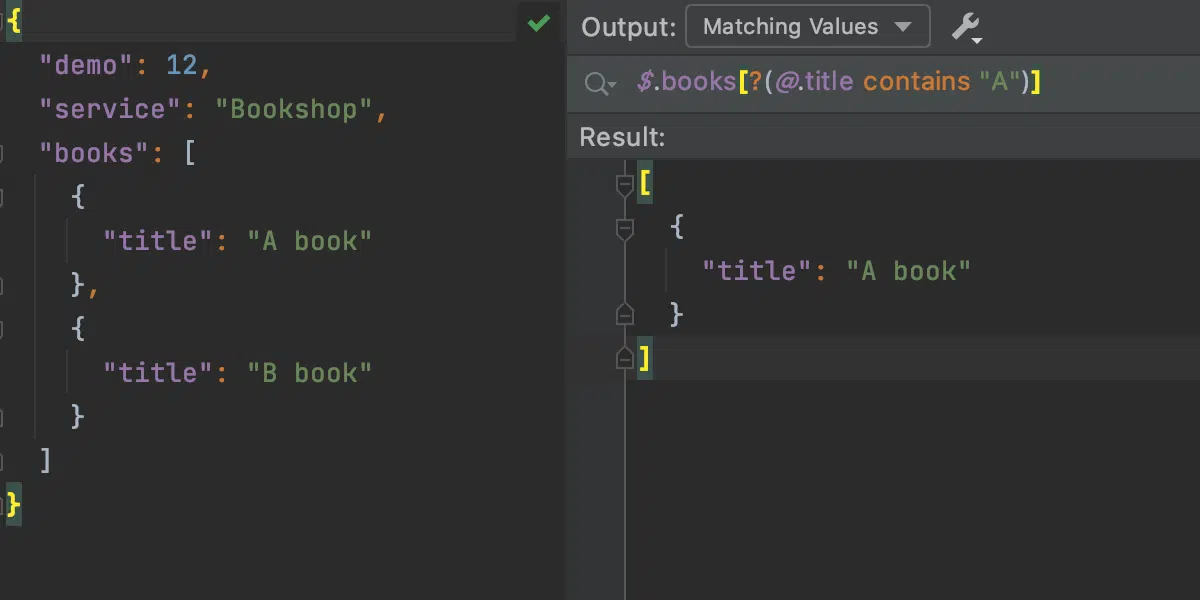 {
"demo": 12,
"service": "Bookshop",
"books": [
{
"title": "A book"
},
{
"title": "B book"
}
]
}
Output: Matching Values
$.books[?(@.title contains "A")]
Result:
[
{
"title": "A book"
}
]